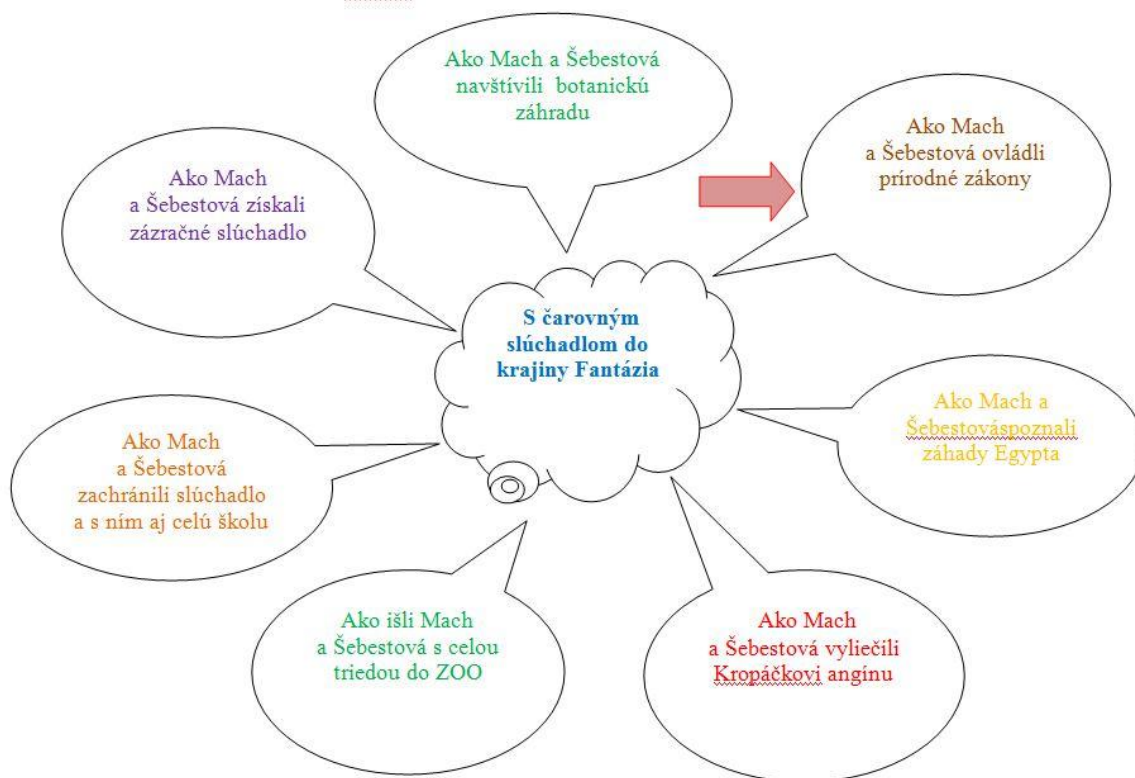 Ako Mach a Šebestová
navštívili botanickú
záhradu
Ako Mach
a Šebestová ovládli
prírodné zákony
Ako Mach
a Šebestová získali
zázračné slúchadlo
S čarovným
slúchadlom do
krajiny Fantázia
Ako Mach a
Šebestováspoznali
záhady Egypta
Ako Mach
a Šebestová
zachránili slúchadlo
a s ním aj celú školu
Ako išli Mach
a Šebestová s celou
triedou do ZOO
Ako Mach
a Šebestová vyliečili
Kropáčkovi angínu